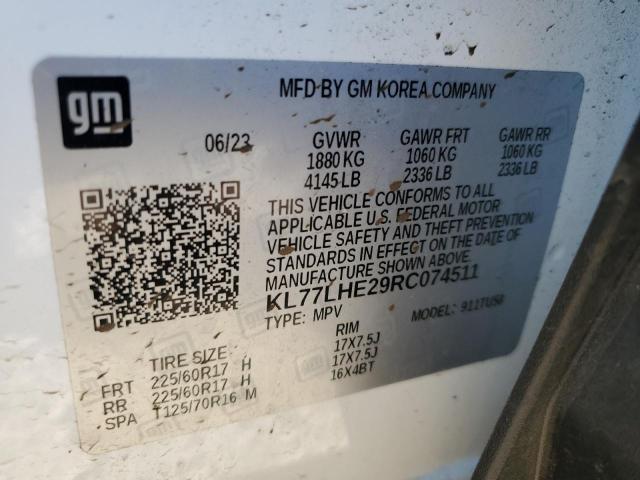 gm
MFD BY GM KOREA COMPANY
06/23 GVWR GAWR FRT GAWR RR
1880 KG 1060 KG 1060 KG
4145 LB 2336 LB 2336 LB
THIS VEHICLE CONFORMS TO ALL
APPLICABLE U.S. FEDERAL MOTOR
VEHICLE SAFETY AND THEFT PREVENTION
STANDARDS IN EFFECT ON THE DATE OF
MANUFACTURE SHOWN ABOVE.
KL77LHE29RC074511
TYPE: MPV MODEL: 911TU58
TIRE SIZE RIM
FRT 225/60R17 H 17X7.5J
RR 225/60R17 H 17X7.5J
SPA T125/70R16 M 16X4BT